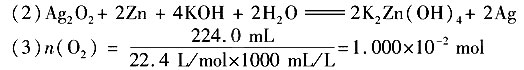 (2) Ag₂O₂ + 2Zn + 4KOH + 2H₂O ══ 2K₂Zn(OH)₄ + 2Ag
(3) n(O₂) = 224.0 mL / 22.4 L/mol×1000 mL/L =1.000×10⁻² mol